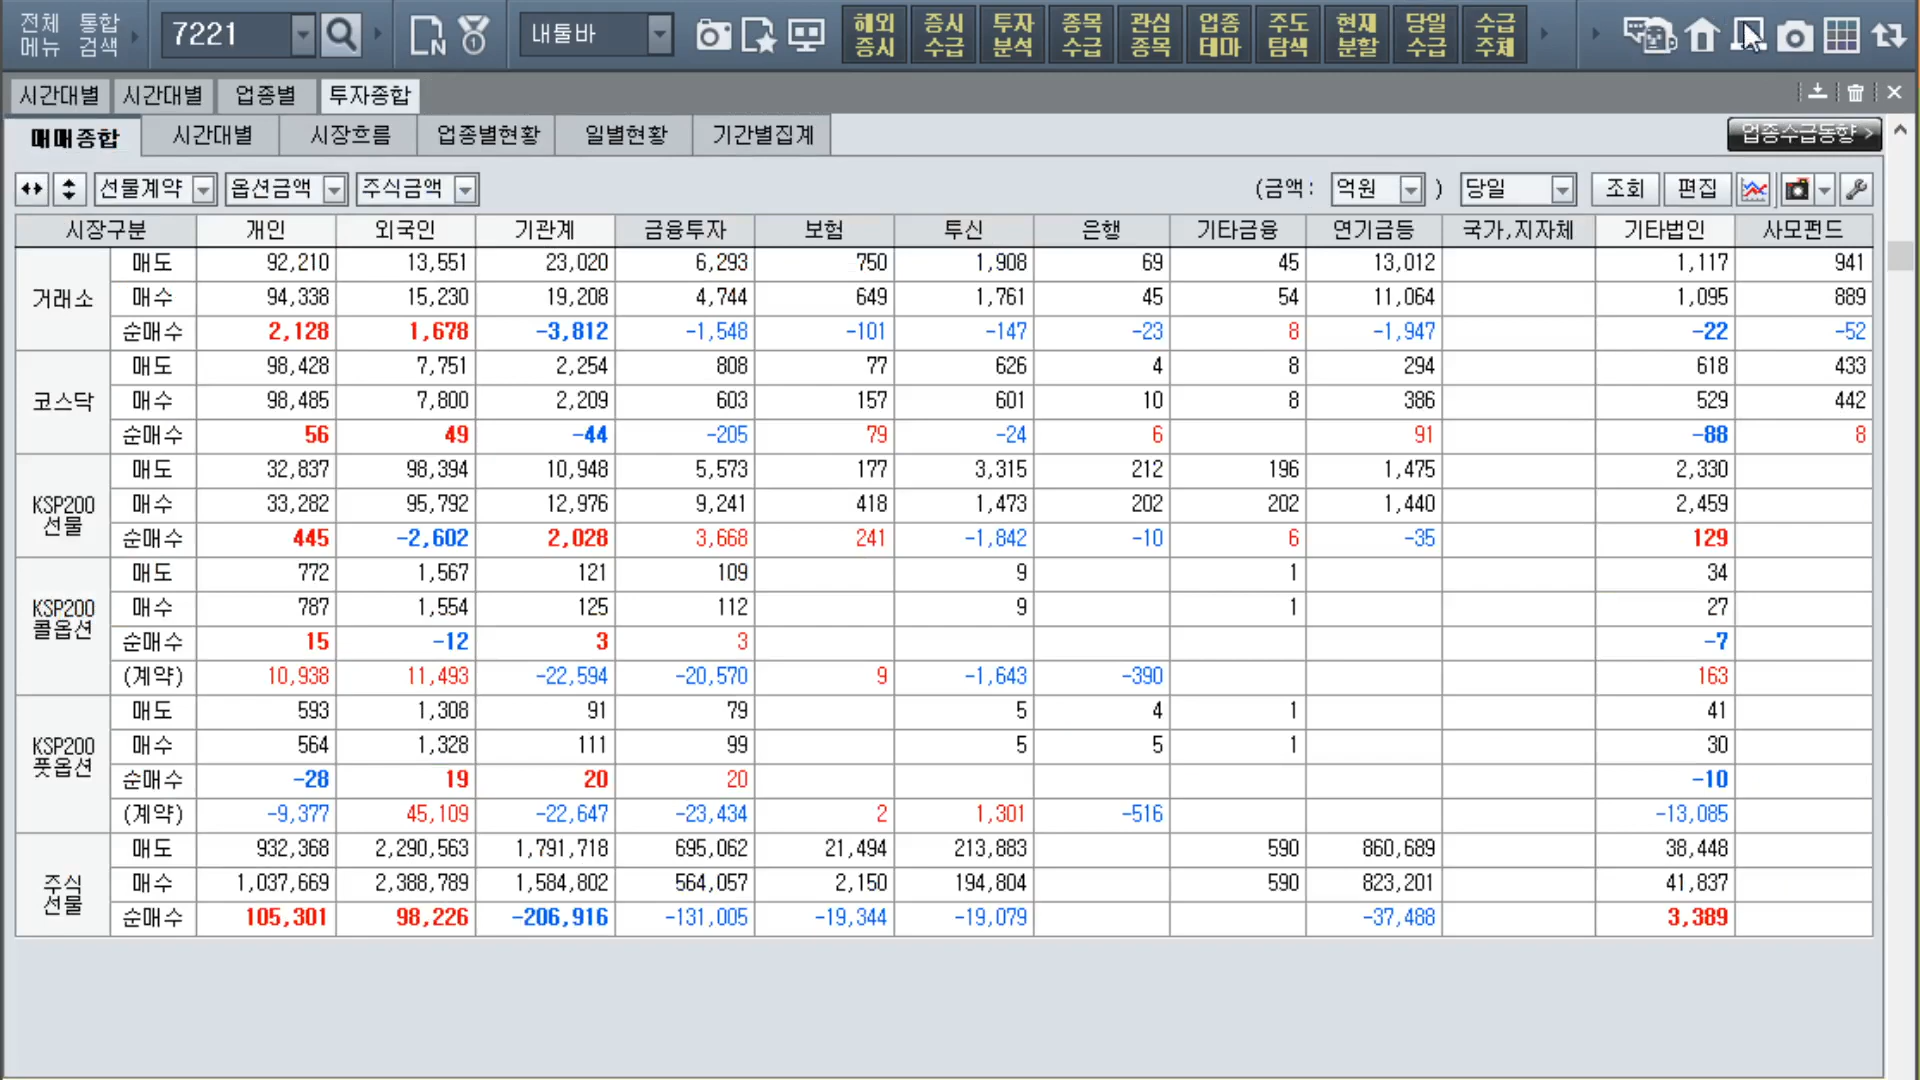 전체 통합 7221 내툴바 해외 증시 투자 종목 관심 업종 주도 현재 당일 수급
메뉴 검색 증시 수급 분석 수급 종목 테마 탐색 분할 수급 주체
시간대별 시간대별 업종별 투자종합
매매종합 시간대별 시장흐름 업종별현황 일별현황 기간별집계 업종수급동향 >
선물계약 옵션금액 주식금액 (금액: 억원 ) 당일 조회 편집
시장구분 개인 외국인 기관계 금융투자 보험 투신 은행 기타금융 연기금등 국가,지자체 기타법인 사모펀드
거래소
매도 92,210 13,551 23,020 6,293 750 1,908 69 45 13,012 1,117 941
매수 94,338 15,230 19,208 4,744 649 1,761 45 54 11,064 1,095 889
순매수 2,128 1,678 -3,812 -1,548 -101 -147 -23 8 -1,947 -22 -52
코스닥
매도 98,428 7,751 2,254 808 77 626 4 8 294 618 433
매수 98,485 7,800 2,209 603 157 601 10 8 386 529 442
순매수 56 49 -44 -205 79 -24 6 91 -88 8
KSP200
선물
매도 32,837 98,394 10,948 5,573 177 3,315 212 196 1,475 2,330
매수 33,282 95,792 12,976 9,241 418 1,473 202 202 1,440 2,459
순매수 445 -2,602 2,028 3,668 241 -1,842 -10 6 -35 129
KSP200
콜옵션
매도 772 1,567 121 109 9 1 34
매수 787 1,554 125 112 9 1 27
순매수 15 -12 3 3 -7
(계약) 10,938 11,493 -22,594 -20,570 9 -1,643 -390 163
KSP200
풋옵션
매도 593 1,308 91 79 5 4 1 41
매수 564 1,328 111 99 5 5 1 30
순매수 -28 19 20 20 -10
(계약) -9,377 45,109 -22,647 -23,434 2 1,301 -516 -13,085
주식
선물
매도 932,368 2,290,563 1,791,718 695,062 21,494 213,883 590 860,689 38,448
매수 1,037,669 2,388,789 1,584,802 564,057 2,150 194,804 590 823,201 41,837
순매수 105,301 98,226 -206,916 -131,005 -19,344 -19,079 -37,488 3,389